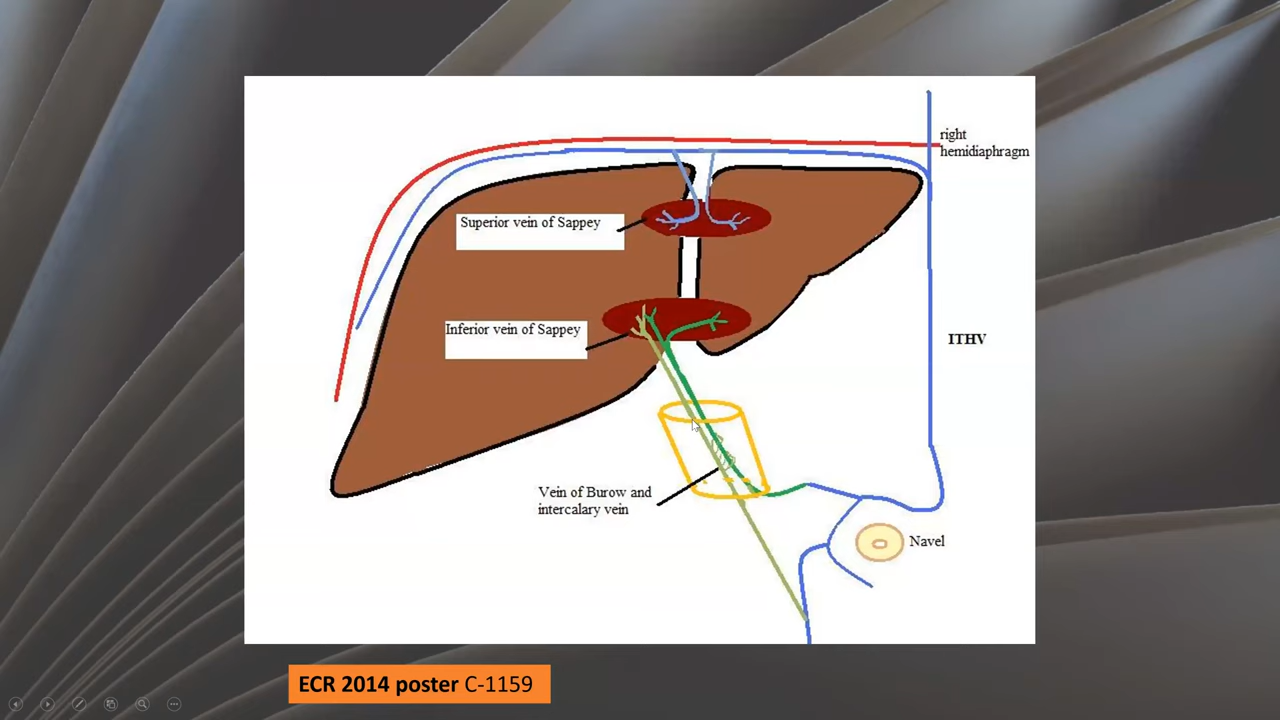 right
hemidiaphragm
Superior vein of Sappey
Inferior vein of Sappey
ITHV
Vein of Burow and
intercalary vein
Navel
ECR 2014 poster C-1159